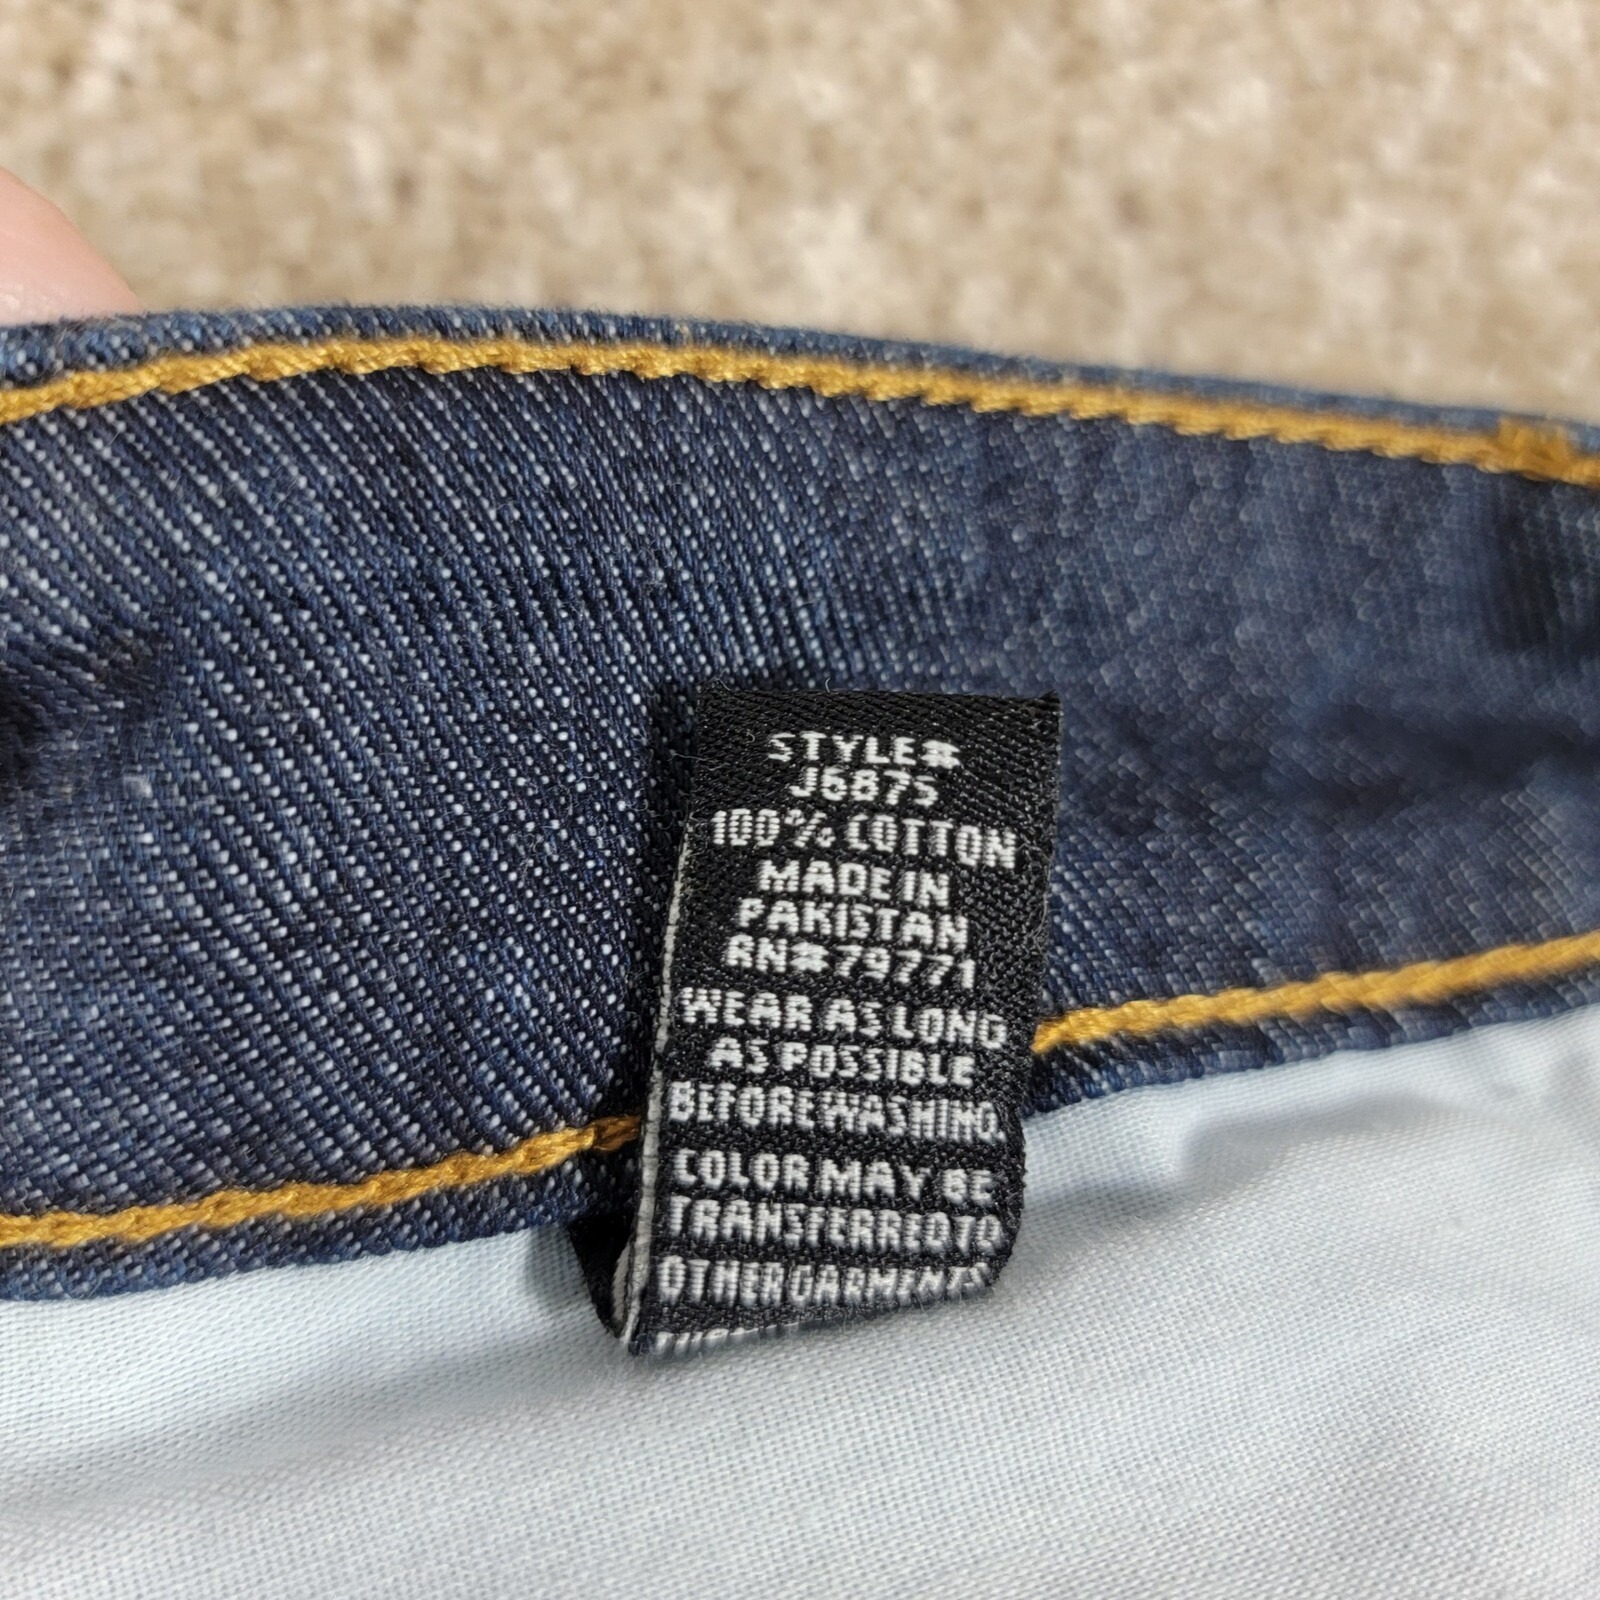 STYLE#
J6875
100% COTTON
MADE IN
PAKISTAN
RN#79771
WEAR AS LONG
AS POSSIBLE
BEFORE WASHING.
COLOR MAY BE
TRANSFERRED TO
OTHER GARMENTS